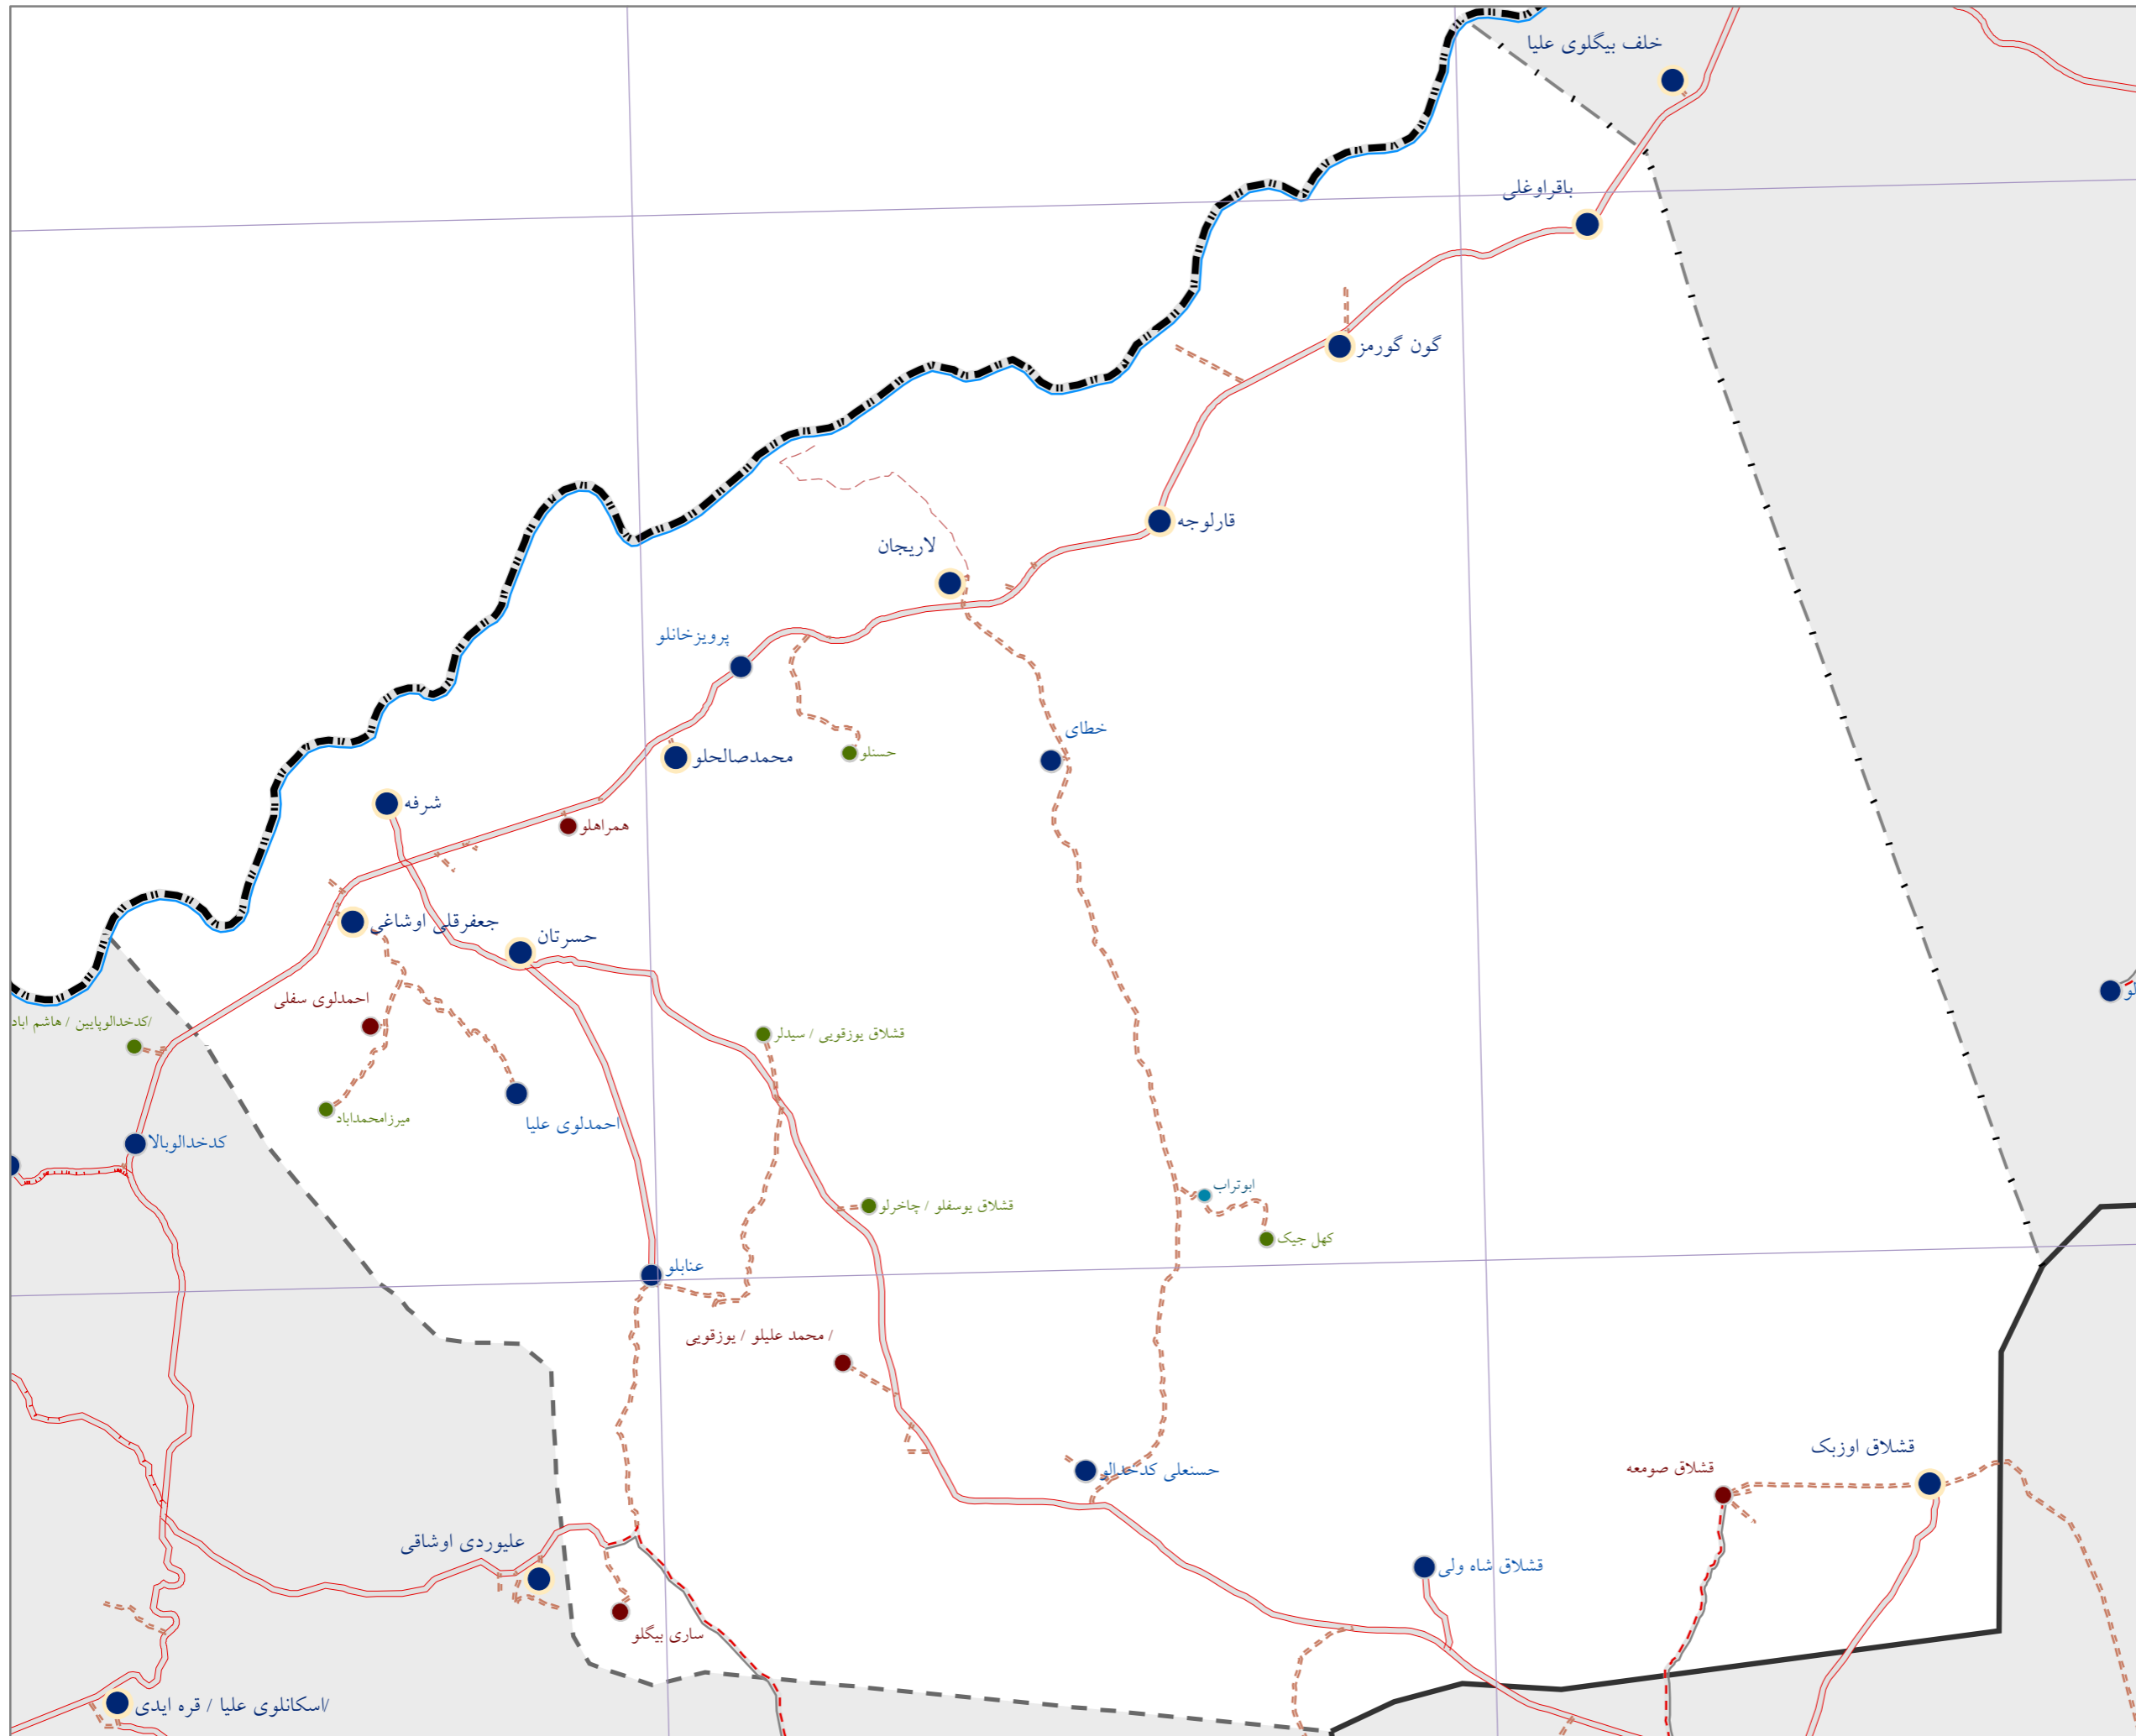 خلف بیگلوی علیا
باقراوغلی
گون گورمز
قارلوجه
لاریجان
پرویزخانلو
خطای
حسنلو
محمدصالحلو
شرفه
همراهلو
جعفرقلی اوشاغی
حسرتان
احمدلوی سفلی
/کدخدالوپایین / هاشم اباد
قشلاق یوزقویی / سیدلر
میرزامحمداباد
احمدلوی علیا
کدخدالوبالا
ابوتراب
قشلاق یوسفلو / چاخرلو
کهل جیک
عنابلو
/ محمد علیلو / یوزقویی
قشلاق اوزبک
قشلاق صومعه
حسنعلی کدخدالو
علیوردی اوشاقی
قشلاق شاه ولی
ساری بیگلو
/اسکانلوی علیا / قره ایدی